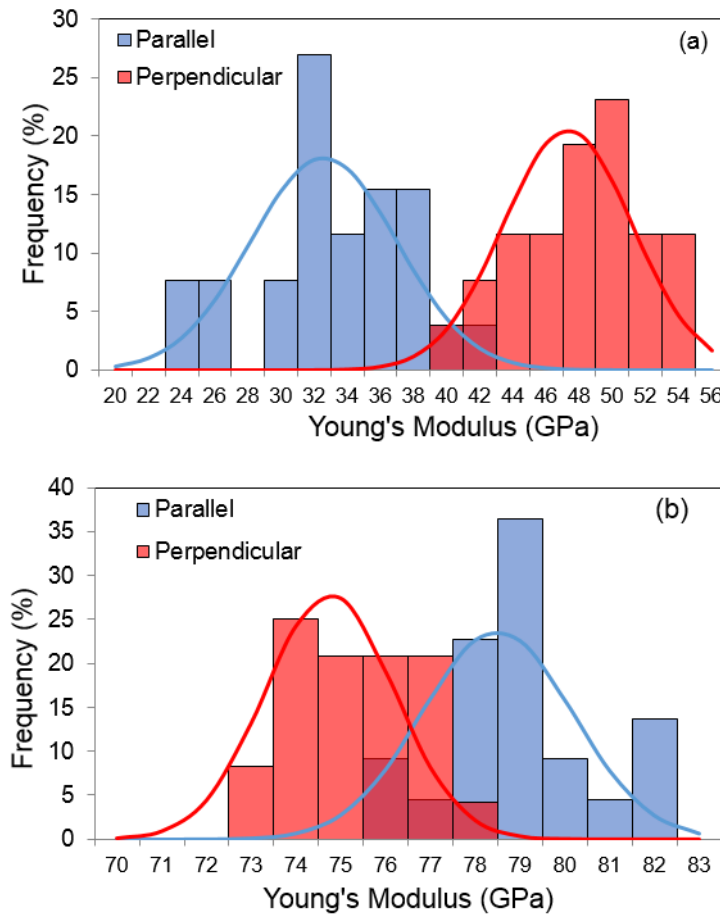 30
25
20
15
10
5
0
Frequency (%)
Parallel
Perpendicular
(a)
20 22 24 26 30 32 34 36 38 40 42 44 48 50 52 54 56
Young's Modulus (GPa)
40
35
30
25
20
15
10
5
0
Frequency (%)
Parallel
Perpendicular
(b)
70 71 72 73 74 75 76 77 78 79 80 81 82 83
Young's Modulus (GPa)